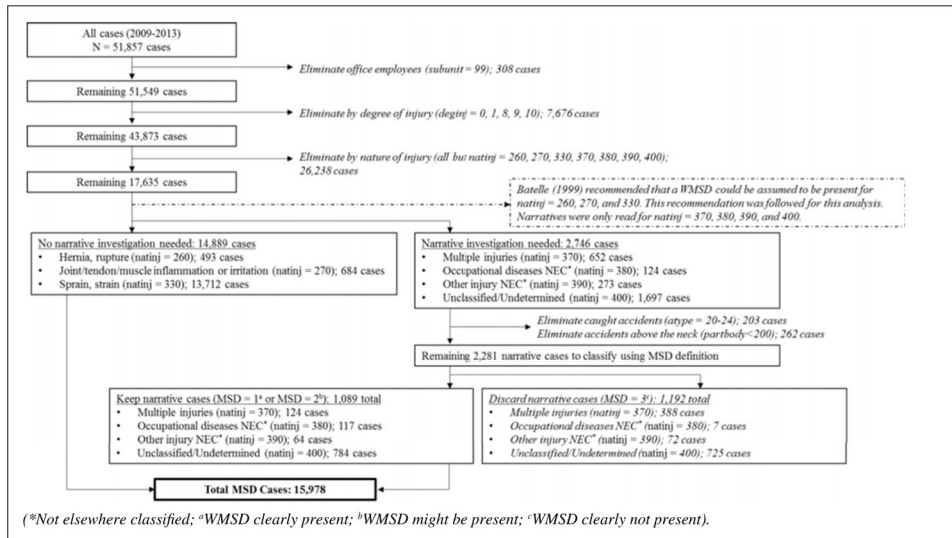 All cases (2009-2013)
N = 51,857 cases
Eliminate office employees (subunit = 99); 308 cases
Remaining 51,549 cases
Eliminate by degree of injury (deginj = 0, 1, 8, 9, 10); 7,676 cases
Remaining 43,873 cases
Eliminate by nature of injury (all but natinj = 260, 270, 330, 370, 380, 390, 400);
26,238 cases
Remaining 17,635 cases
Batelle (1999) recommended that a WMSD could be assumed to be present for
natinj = 260, 270, and 330. This recommendation was followed for this analysis.
Narratives were only read for natinj = 370, 380, 390, and 400.
No narrative investigation needed: 14,889 cases
• Hernia, rupture (natinj = 260); 493 cases
• Joint/tendon/muscle inflammation or irritation (natinj = 270); 684 cases
• Sprain, strain (natinj = 330); 13,712 cases
Narrative investigation needed: 2,746 cases
• Multiple injuries (natinj = 370); 652 cases
• Occupational diseases NEC* (natinj = 380); 124 cases
• Other injury NEC* (natinj = 390); 273 cases
• Unclassified/Undetermined (natinj = 400); 1,697 cases
Eliminate caught accidents (atype = 20-24); 203 cases
Eliminate accidents above the neck (partbody<200); 262 cases
Remaining 2,281 narrative cases to classify using MSD definition
Keep narrative cases (MSD = 1ᵃ or MSD = 2ᵇ): 1,089 total
• Multiple injuries (natinj = 370); 124 cases
• Occupational diseases NEC* (natinj = 380); 117 cases
• Other injury NEC* (natinj = 390); 64 cases
• Unclassified/Undetermined (natinj = 400); 784 cases
Discard narrative cases (MSD = 3ᶜ): 1,192 total
• Multiple injuries (natinj = 370); 388 cases
• Occupational diseases NEC* (natinj = 380); 7 cases
• Other injury NEC* (natinj = 390); 72 cases
• Unclassified/Undetermined (natinj = 400); 725 cases
Total MSD Cases: 15,978
(*Not elsewhere classified; ᵃWMSD clearly present; ᵇWMSD might be present; ᶜWMSD clearly not present).